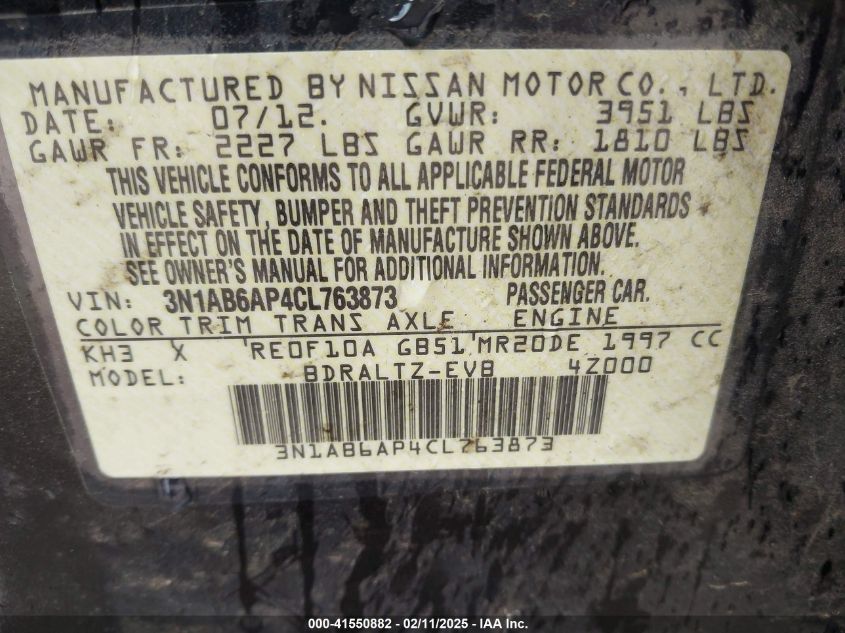 MANUFACTURED BY NISSAN MOTOR CO., LTD.
DATE: 07/12. GVWR: 3951 LBS
GAWR FR: 2227 LBS GAWR RR: 1810 LBS
THIS VEHICLE CONFORMS TO ALL APPLICABLE FEDERAL MOTOR
VEHICLE SAFETY, BUMPER AND THEFT PREVENTION STANDARDS
IN EFFECT ON THE DATE OF MANUFACTURE SHOWN ABOVE.
SEE OWNER'S MANUAL FOR ADDITIONAL INFORMATION.
VIN: 3N1AB6AP4CL763873 PASSENGER CAR.
COLOR TRIM TRANS AXLE ENGINE
KH3 X RE0F10A GB51 MR20DE 1997 CC
MODEL: BDRALTZ-EVB 4Z000
3N1AB6AP4CL763873
000-41550882 - 02/11/2025 - IAA Inc.